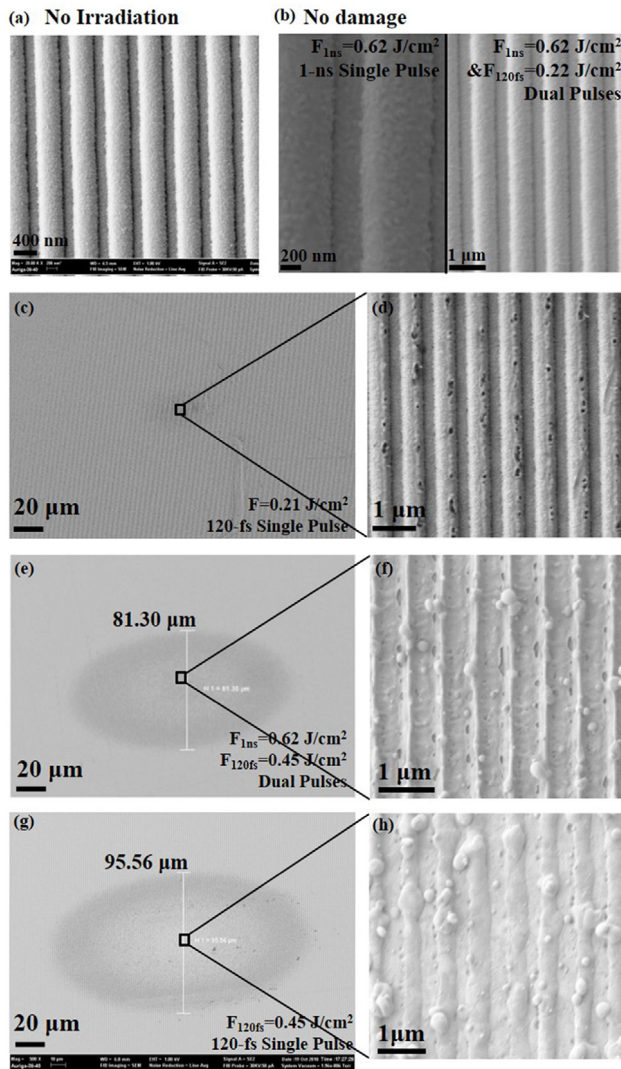 (a) No Irradiation
400 nm
(b) No damage
F1ns=0.62 J/cm²
1-ns Single Pulse
200 nm
F1ns=0.62 J/cm²
&F120fs=0.22 J/cm²
Dual Pulses
1 µm
(c)
20 µm
F=0.21 J/cm²
120-fs Single Pulse
(d)
1 µm
(e)
81.30 µm
20 µm
F1ns=0.62 J/cm²
F120fs=0.45 J/cm²
Dual Pulses
(f)
1 µm
(g)
95.56 µm
20 µm
F120fs=0.45 J/cm²
120-fs Single Pulse
(h)
1µm